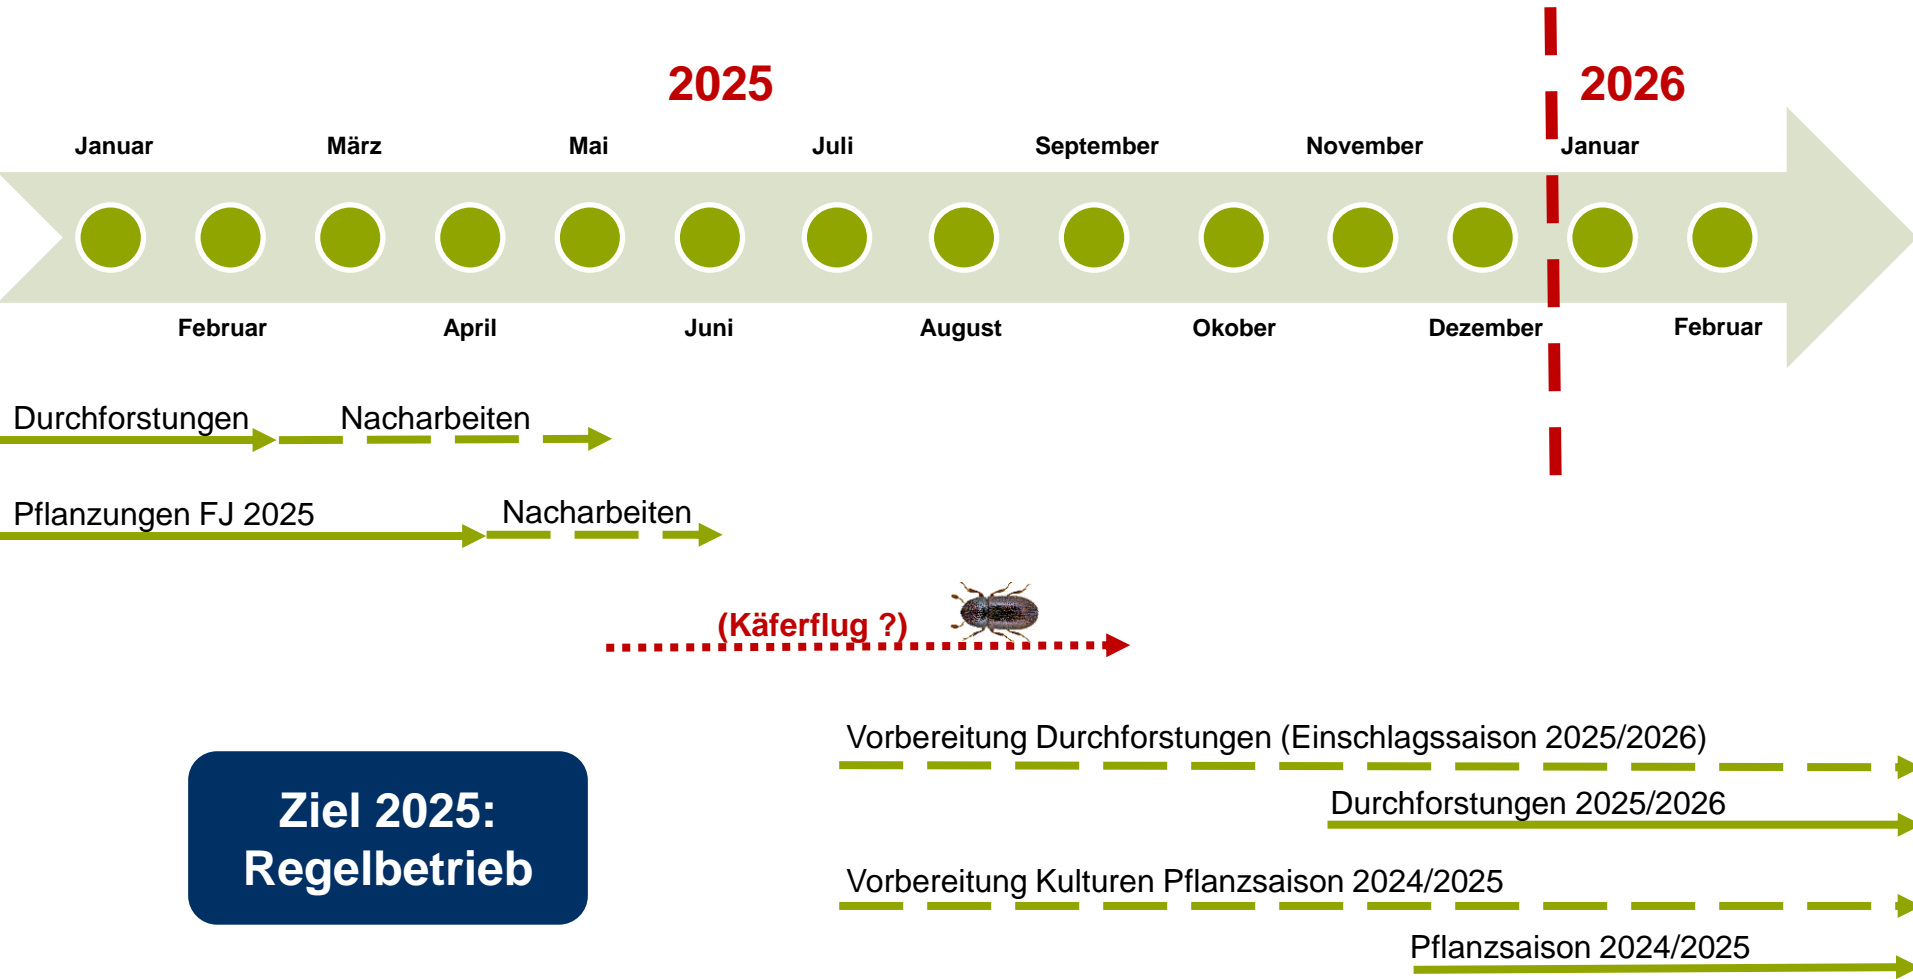 2025
2026
Januar
März
Mai
Juli
September
November
Januar
Februar
April
Juni
August
Okober
Dezember
Februar
Durchforstungen
Nacharbeiten
Pflanzungen FJ 2025
Nacharbeiten
(Käferflug ?)
Vorbereitung Durchforstungen (Einschlagssaison 2025/2026)
Durchforstungen 2025/2026
Ziel 2025:
Regelbetrieb
Vorbereitung Kulturen Pflanzsaison 2024/2025
Pflanzsaison 2024/2025